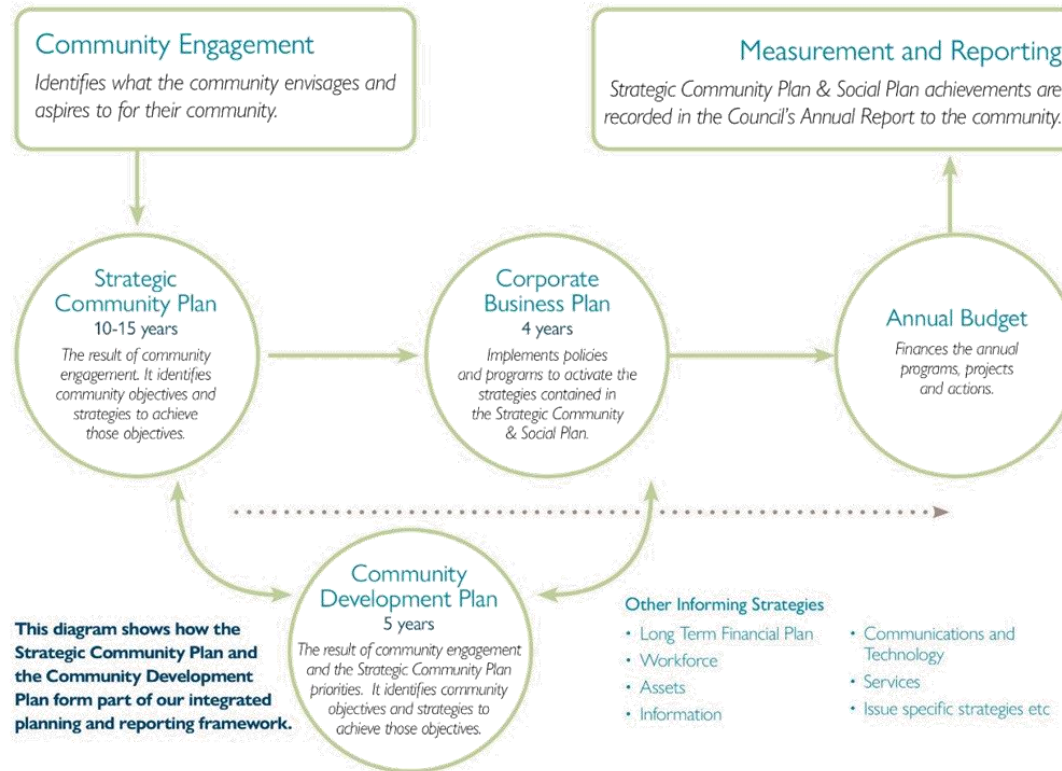 Community Engagement
Identifies what the community envisages and
aspires to for their community.
Measurement and Reporting
Strategic Community Plan & Social Plan achievements are
recorded in the Council's Annual Report to the community.
Strategic
Community Plan
10-15 years
The result of community
engagement. It identifies
community objectives and
strategies to achieve
those objectives.
Corporate
Business Plan
4 years
Implements policies
and programs to activate the
strategies contained in
the Strategic Community
& Social Plan.
Annual Budget
Finances the annual
programs, projects
and actions.
Community
Development Plan
5 years
The result of community engagement
and the Strategic Community Plan
priorities. It identifies community
objectives and strategies to
achieve those objectives.
This diagram shows how the
Strategic Community Plan and
the Community Development
Plan form part of our integrated
planning and reporting framework.
Other Informing Strategies
• Long Term Financial Plan
• Workforce
• Assets
• Information
• Communications and
Technology
• Services
• Issue specific strategies etc